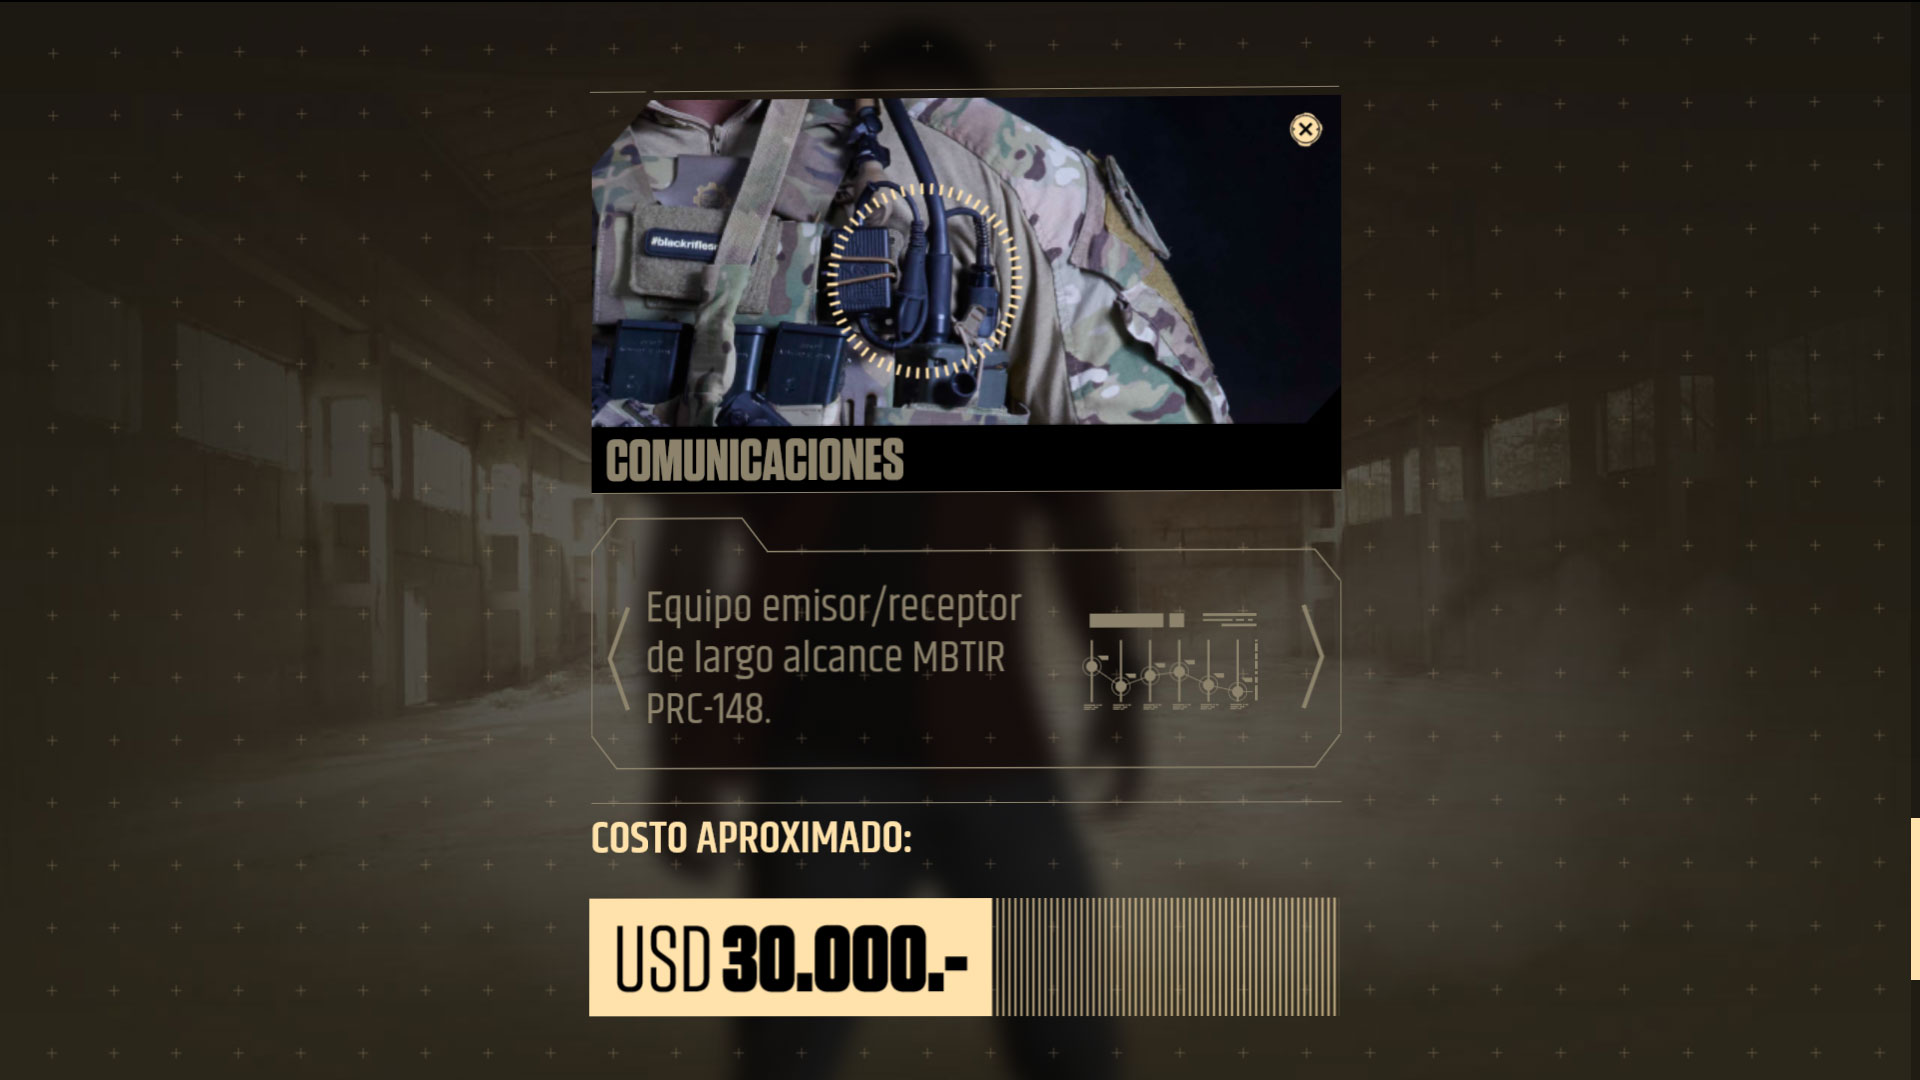 #blackrifles
COMUNICACIONES
Equipo emisor/receptor
de largo alcance MBTIR
PRC-148.
COSTO APROXIMADO:
USD 30.000.-